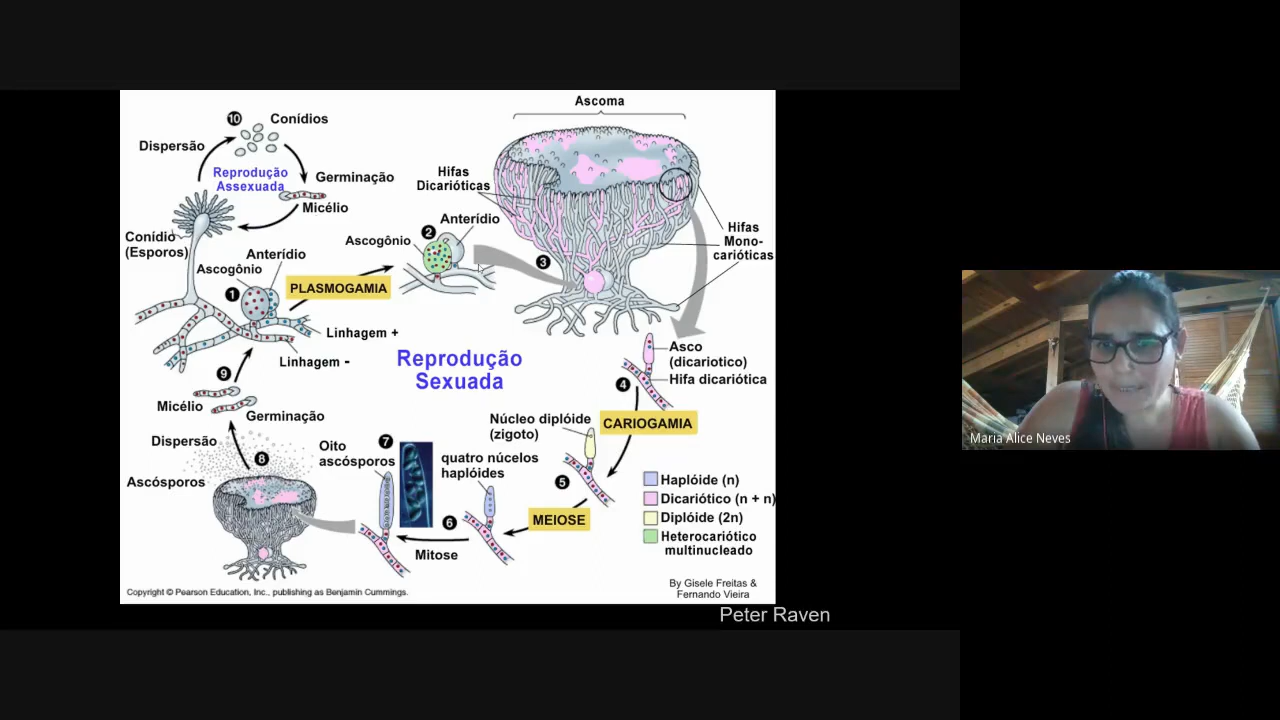 Ascoma
10
Conídios
Dispersão
Reprodução
Assexuada
Germinação
Micélio
Conídio
(Esporos)
Anterídio
Ascogônio
1
PLASMOGAMIA
Linhagem +
Linhagem -
2
Anterídio
Ascogônio
Hifas
Dicarióticas
3
Hifas
Mono-
carióticas
Reprodução
Sexuada
Asco
(dicariotico)
Hifa dicariótica
4
CARIOGAMIA
Núcleo diplóide
(zigoto)
5
MEIOSE
quatro núcelos
haplóides
6
Mitose
Oito
ascósporos
7
8
Dispersão
Ascósporos
9
Micélio
Germinação
Haplóide (n)
Dicariótico (n + n)
Diplóide (2n)
Heterocariótico
multinucleado
By Gisele Freitas &
Fernando Vieira
Copyright © Pearson Education, Inc., publishing as Benjamin Cummings.
Peter Raven
Maria Alice Neves